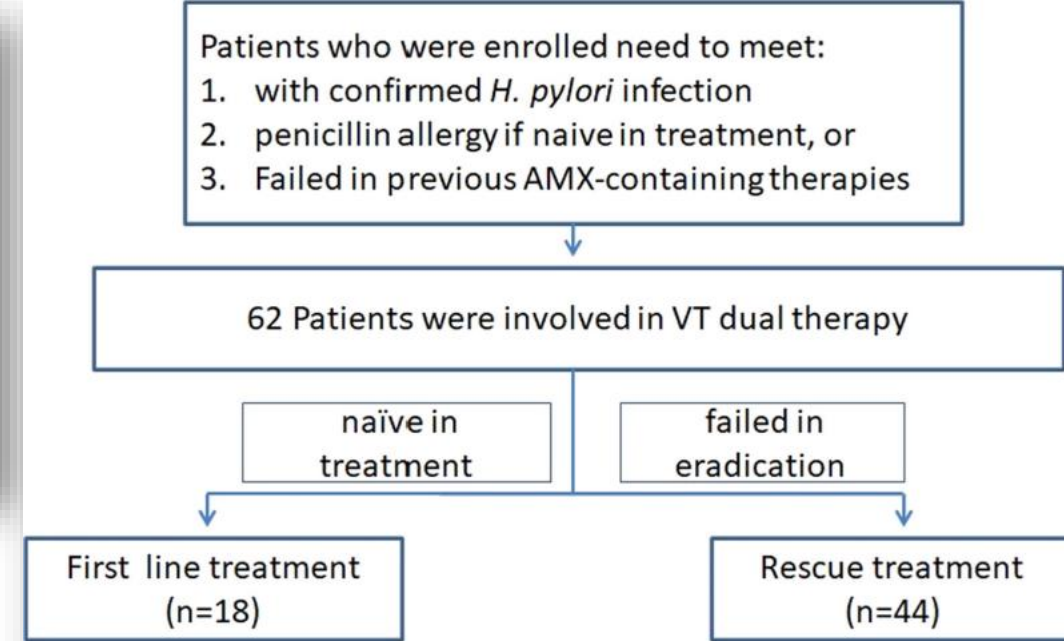 Patients who were enrolled need to meet:
1. with confirmed H. pylori infection
2. penicillin allergy if naive in treatment, or
3. Failed in previous AMX-containing therapies
62 Patients were involved in VT dual therapy
naïve in
treatment
failed in
eradication
First line treatment
(n=18)
Rescue treatment
(n=44)